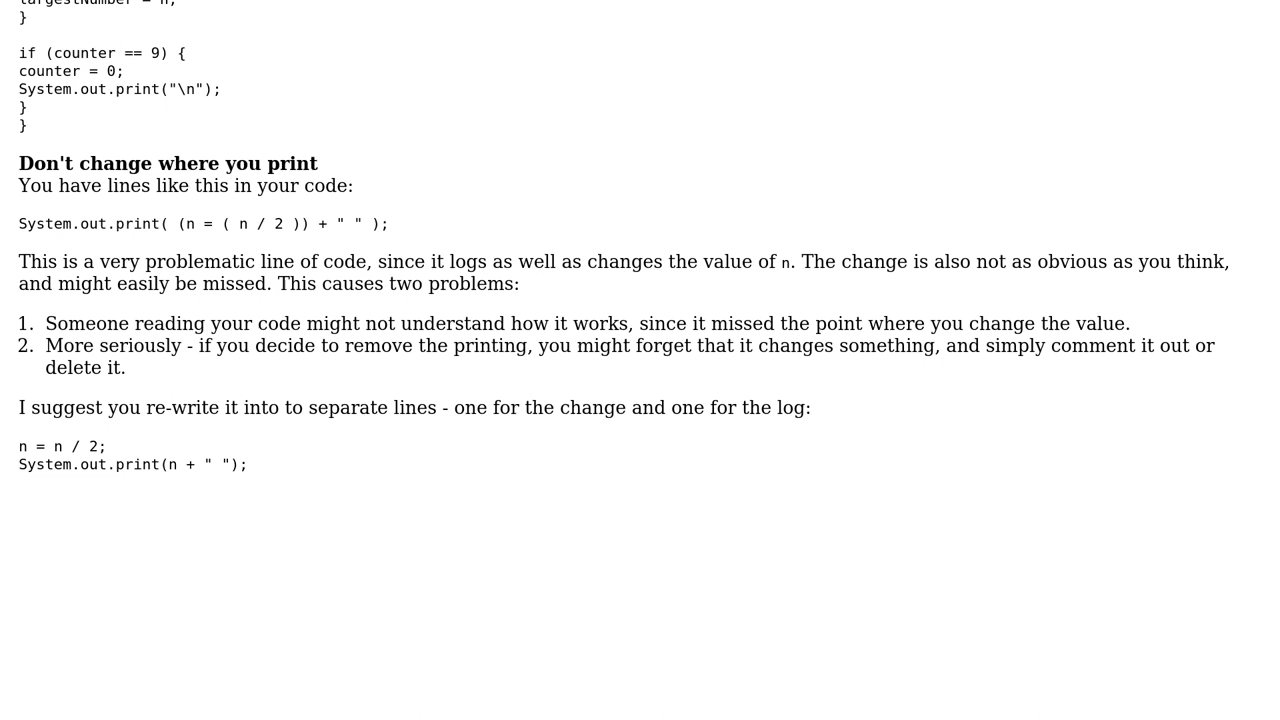 largestNumber = n;
}
if (counter == 9) {
counter = 0;
System.out.print("\n");
}
}
Don't change where you print
You have lines like this in your code:
System.out.print( (n = ( n / 2 )) + " " );
This is a very problematic line of code, since it logs as well as changes the value of n. The change is also not as obvious as you think,
and might easily be missed. This causes two problems:
1. Someone reading your code might not understand how it works, since it missed the point where you change the value.
2. More seriously - if you decide to remove the printing, you might forget that it changes something, and simply comment it out or
delete it.
I suggest you re-write it into to separate lines - one for the change and one for the log:
n = n / 2;
System.out.print(n + " ");